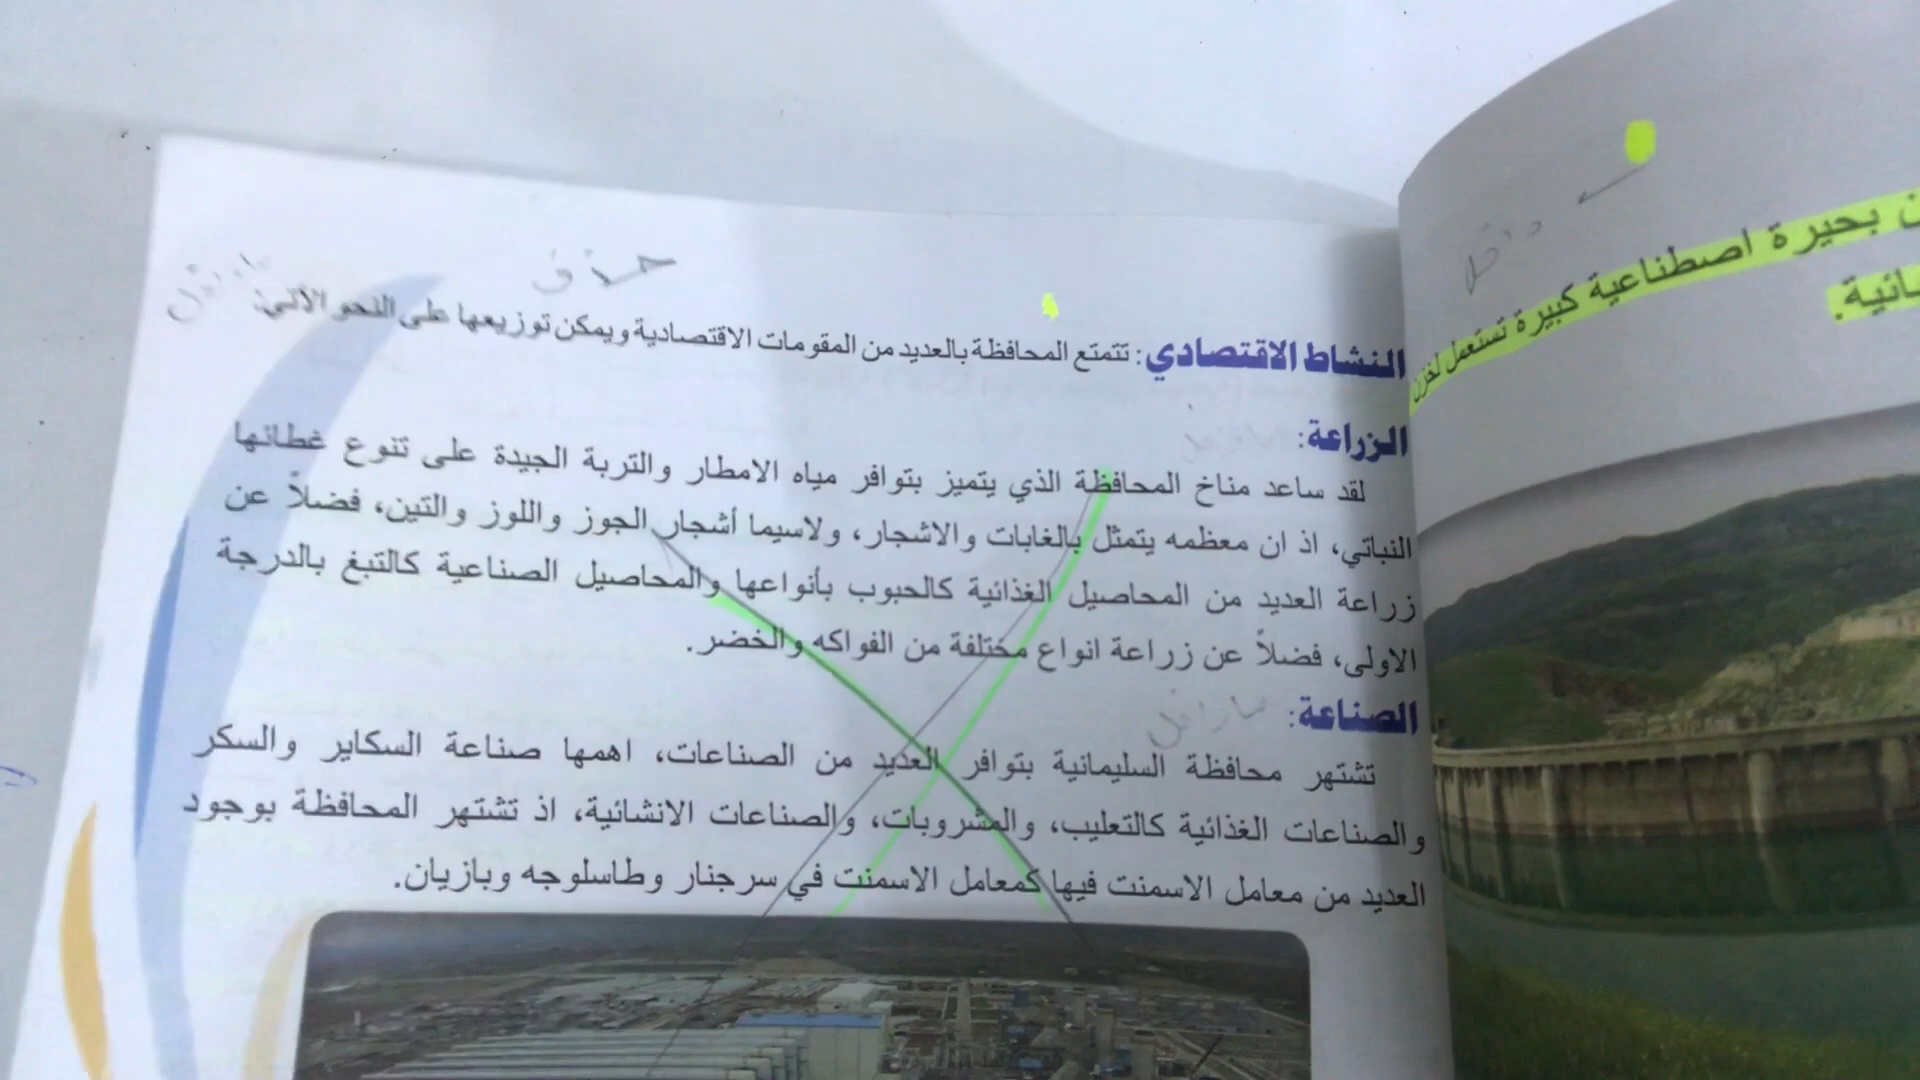 حذف
النشاط الاقتصادي: تتمتع المحافظة بالعديد من المقومات الاقتصادية ويمكن توزيعها على النحو الآتي:
الزراعة:
لقد ساعد مناخ المحافظة الذي يتميز بتوافر مياه الامطار والتربة الجيدة على تنوع غطائها
النباتي، اذ ان معظمه يتمثل بالغابات والاشجار، ولاسيما أشجار الجوز واللوز والتين، فضلاً عن
زراعة العديد من المحاصيل الغذائية كالحبوب بأنواعها والمحاصيل الصناعية كالتبغ بالدرجة
الاولى، فضلاً عن زراعة انواع مختلفة من الفواكه والخضر.
الصناعة:
تشتهر محافظة السليمانية بتوافر العديد من الصناعات، اهمها صناعة السكاير والسكر
والصناعات الغذائية كالتعليب، والمشروبات، والصناعات الانشائية، اذ تشتهر المحافظة بوجود
العديد من معامل الاسمنت فيها كمعامل الاسمنت في سرجنار وطاسلوجه وبازيان.
بحيرة اصطناعية كبيرة تستعمل لخزن